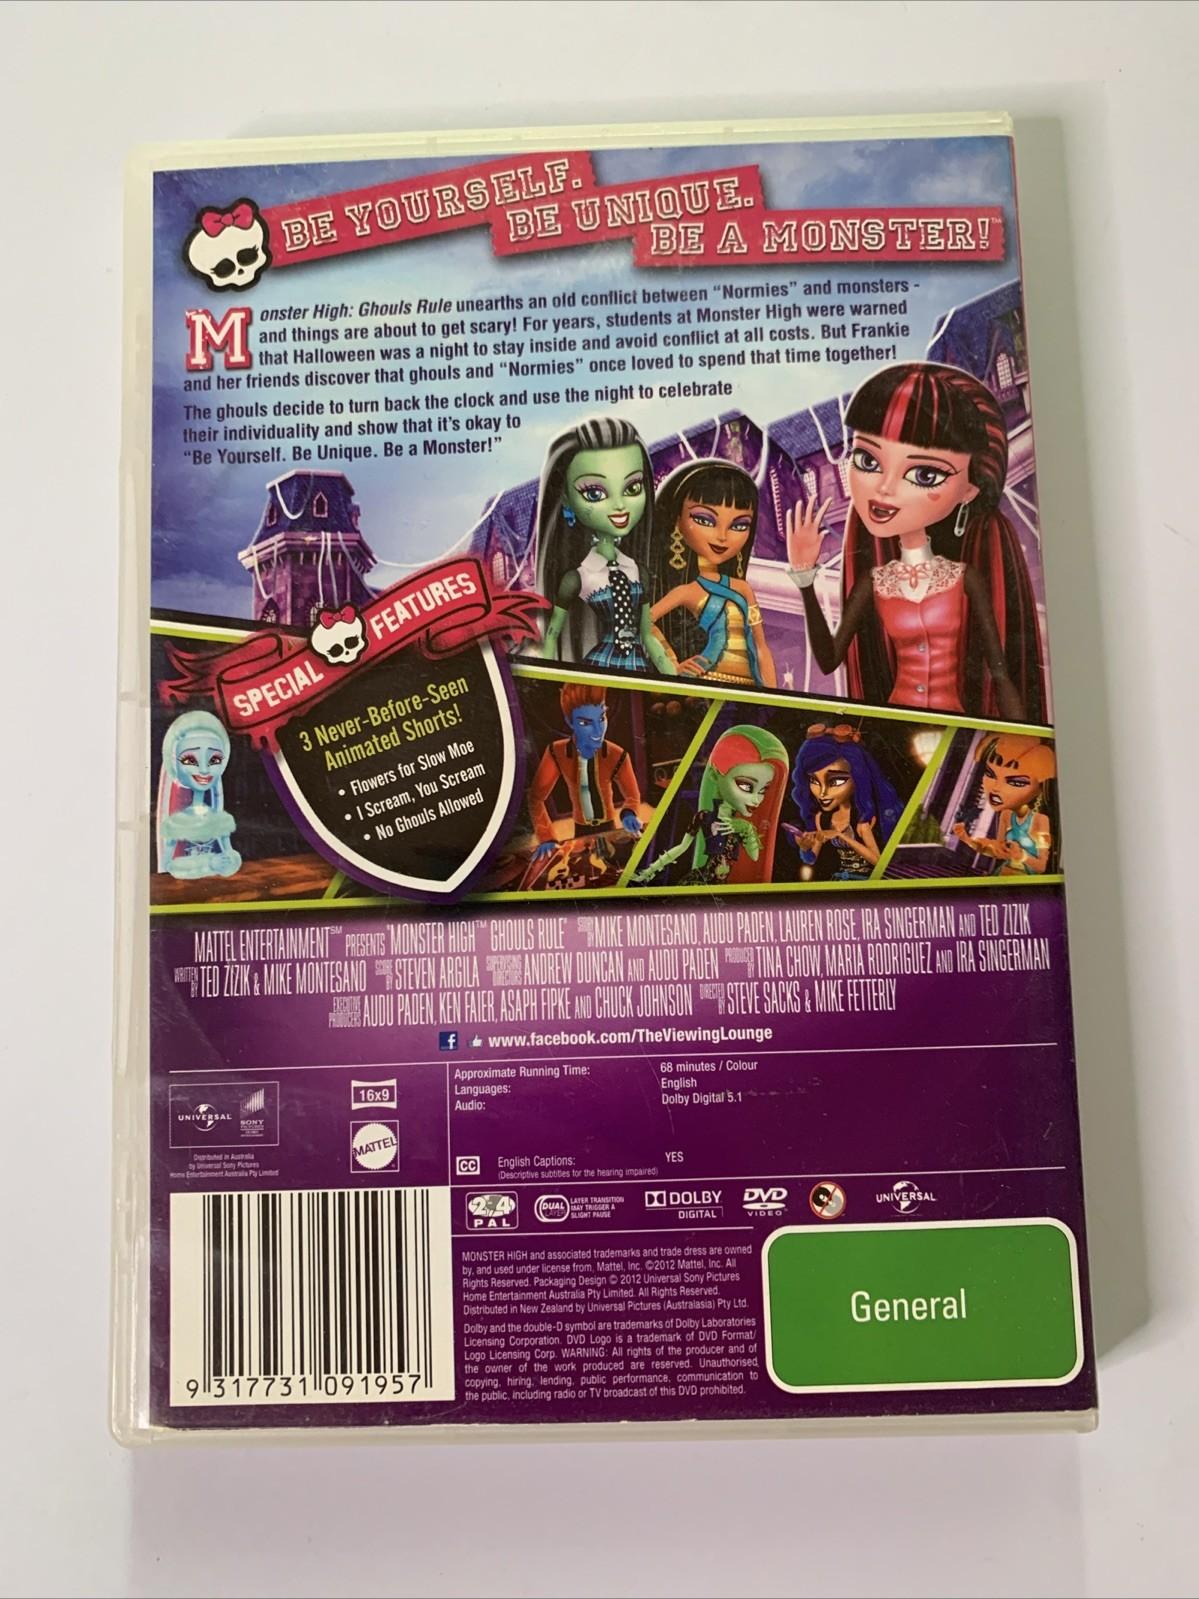 BE YOURSELF.
BE UNIQUE.
BE A MONSTER!™
Monster High: Ghouls Rule unearths an old conflict between “Normies” and monsters -
and things are about to get scary! For years, students at Monster High were warned
that Halloween was a night to stay inside and avoid conflict at all costs. But Frankie
and her friends discover that ghouls and “Normies” once loved to spend that time together!
The ghouls decide to turn back the clock and use the night to celebrate
their individuality and show that it’s okay to
“Be Yourself. Be Unique. Be a Monster!”
SPECIAL FEATURES
3 Never-Before-Seen
Animated Shorts!
• Flowers for Slow Moe
• I Scream, You Scream
• No Ghouls Allowed
MATTEL ENTERTAINMENT℠ PRESENTS "MONSTER HIGH™ GHOULS RULE" STORY BY MIKE MONTESANO, AUDU PADEN, LAUREN ROSE, IRA SINGERMAN AND TED ZIZIK
WRITTEN BY TED ZIZIK & MIKE MONTESANO SCORE BY STEVEN ARGILA SUPERVISING DIRECTORS ANDREW DUNCAN AND AUDU PADEN PRODUCED BY TINA CHOW, MARIA RODRIGUEZ AND IRA SINGERMAN
EXECUTIVE PRODUCERS AUDU PADEN, KEN FAIER, ASAPH FIPKE AND CHUCK JOHNSON DIRECTED BY STEVE SACKS & MIKE FETTERLY
f www.facebook.com/TheViewingLounge
UNIVERSAL
SONY
PICTURES
Distributed in Australia
by Universal Sony Pictures
Home Entertainment Australia Pty Limited
16x9
MATTEL
Approximate Running Time: 68 minutes / Colour
Languages: English
Audio: Dolby Digital 5.1
CC English Captions: YES
(Descriptive subtitles for the hearing impaired)
2 4
PAL
DUAL
LAYER
LAYER TRANSITION
MAY TRIGGER A
SLIGHT PAUSE
DOLBY
DIGITAL
DVD
VIDEO
UNIVERSAL
MONSTER HIGH and associated trademarks and trade dress are owned
by, and used under license from, Mattel, Inc. ©2012 Mattel, Inc. All
Rights Reserved. Packaging Design © 2012 Universal Sony Pictures
Home Entertainment Australia Pty Limited. All Rights Reserved.
Distributed in New Zealand by Universal Pictures (Australasia) Pty Ltd.
Dolby and the double-D symbol are trademarks of Dolby Laboratories
Licensing Corporation. DVD Logo is a trademark of DVD Format/
Logo Licensing Corp. WARNING: All rights of the producer and of
the owner of the work produced are reserved. Unauthorised
copying, hiring, lending, public performance, communication to
the public, including radio or TV broadcast of this DVD prohibited.
General
9 317731 091957